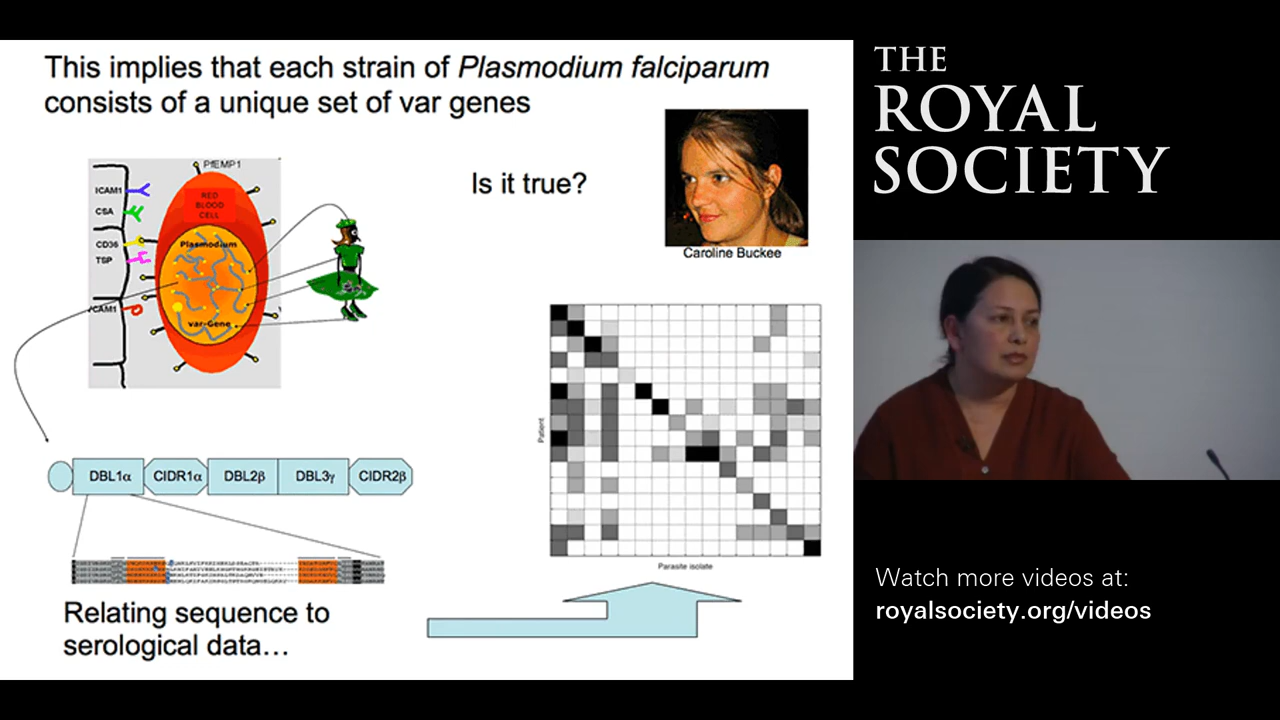 This implies that each strain of Plasmodium falciparum
consists of a unique set of var genes
Is it true?
Caroline Buckee
PfEMP1
ICAM1
CSA
CD36
TSP
RED
BLOOD
CELL
Plasmodium
var-Gene
Patient
Parasite isolate
DBL1α
CIDR1α
DBL2β
DBL3γ
CIDR2β
Relating sequence to
serological data…
THE
ROYAL
SOCIETY
Watch more videos at:
royalsociety.org/videos